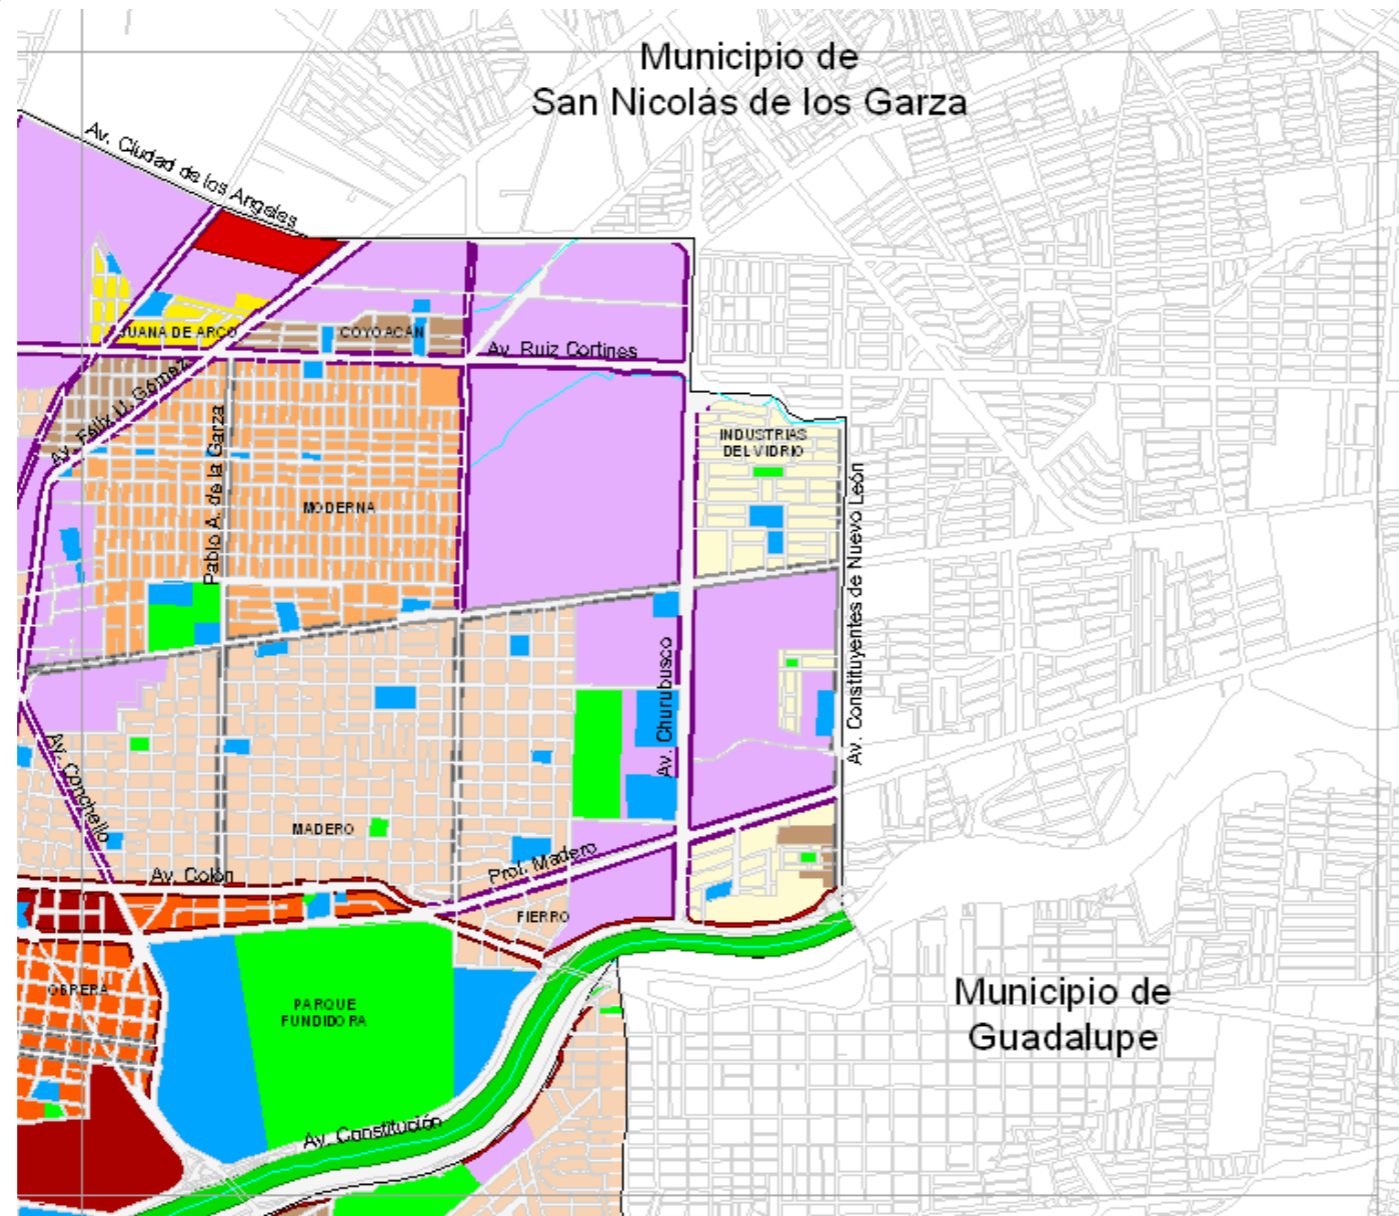 Municipio de
San Nicolás de los Garza
Av. Ciudad de los Angeles
JUANA DE ARCO
COYOACÁN
Av. Ruiz Cortines
Av. Félix U. Gómez
Pablo A. de la Garza
INDUSTRIAS
DEL VIDRIO
MODERNA
Av. Constituyentes de Nuevo León
Av. Churubusco
Av. Conchello
MADERO
Prol. Madero
Av. Colón
FIERRO
OBRERA
PARQUE
FUNDIDORA
Municipio de
Guadalupe
Av. Constitución